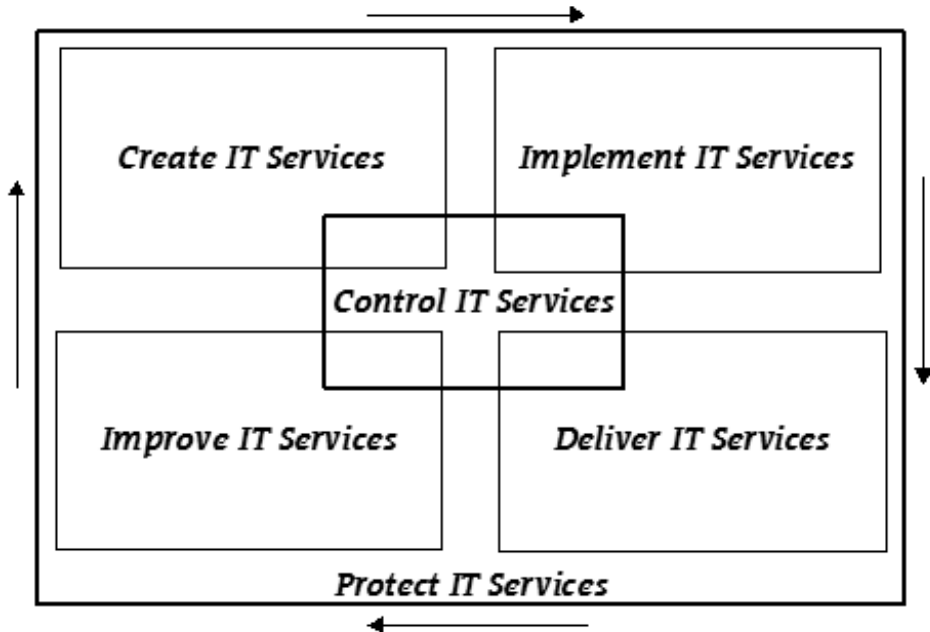 Create IT Services
Implement IT Services
Control IT Services
Improve IT Services
Deliver IT Services
Protect IT Services